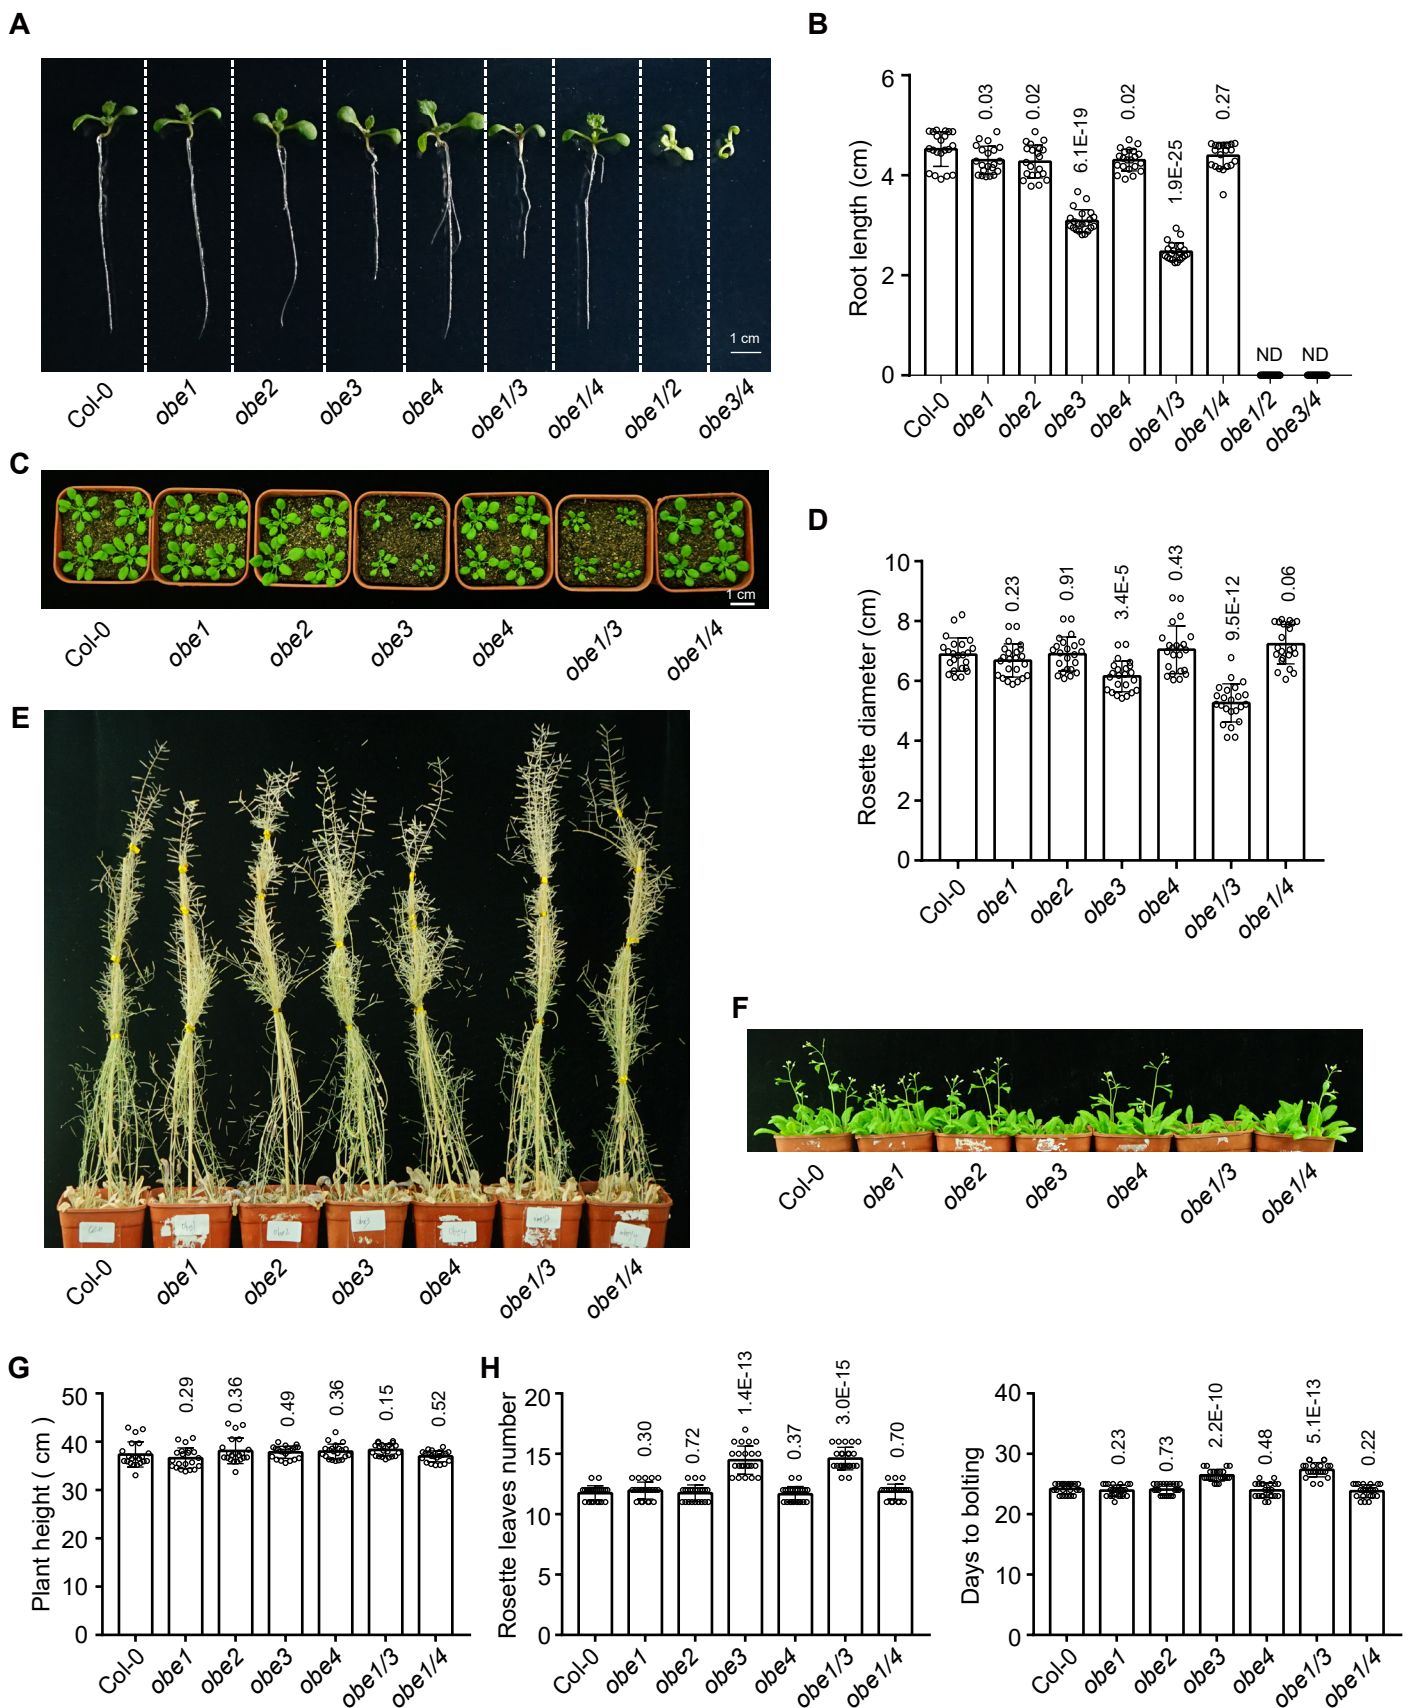 A
1 cm
Col-0 obe1 obe2 obe3 obe4 obe1/3 obe1/4 obe1/2 obe3/4
B
Root length (cm)
6
4
2
0
0.03 0.02 6.1E-19 0.02 1.9E-25 0.27 ND ND
Col-0 obe1 obe2 obe3 obe4 obe1/3 obe1/4 obe1/2 obe3/4
C
1 cm
Col-0 obe1 obe2 obe3 obe4 obe1/3 obe1/4
D
Rosette diameter (cm)
10
8
6
4
2
0
0.23 0.91 3.4E-5 0.43 9.5E-12 0.06
Col-0 obe1 obe2 obe3 obe4 obe1/3 obe1/4
E
Col-0 obe1 obe2 obe3 obe4 obe1/3 obe1/4
F
Col-0 obe1 obe2 obe3 obe4 obe1/3 obe1/4
G
Plant height ( cm )
50
40
30
20
10
0
0.29 0.36 0.49 0.36 0.15 0.52
Col-0 obe1 obe2 obe3 obe4 obe1/3 obe1/4
H
Rosette leaves number
20
15
10
5
0
0.30 0.72 1.4E-13 0.37 3.0E-15 0.70
Col-0 obe1 obe2 obe3 obe4 obe1/3 obe1/4
Days to bolting
40
30
20
10
0
0.23 0.73 2.2E-10 0.48 5.1E-13 0.22
Col-0 obe1 obe2 obe3 obe4 obe1/3 obe1/4